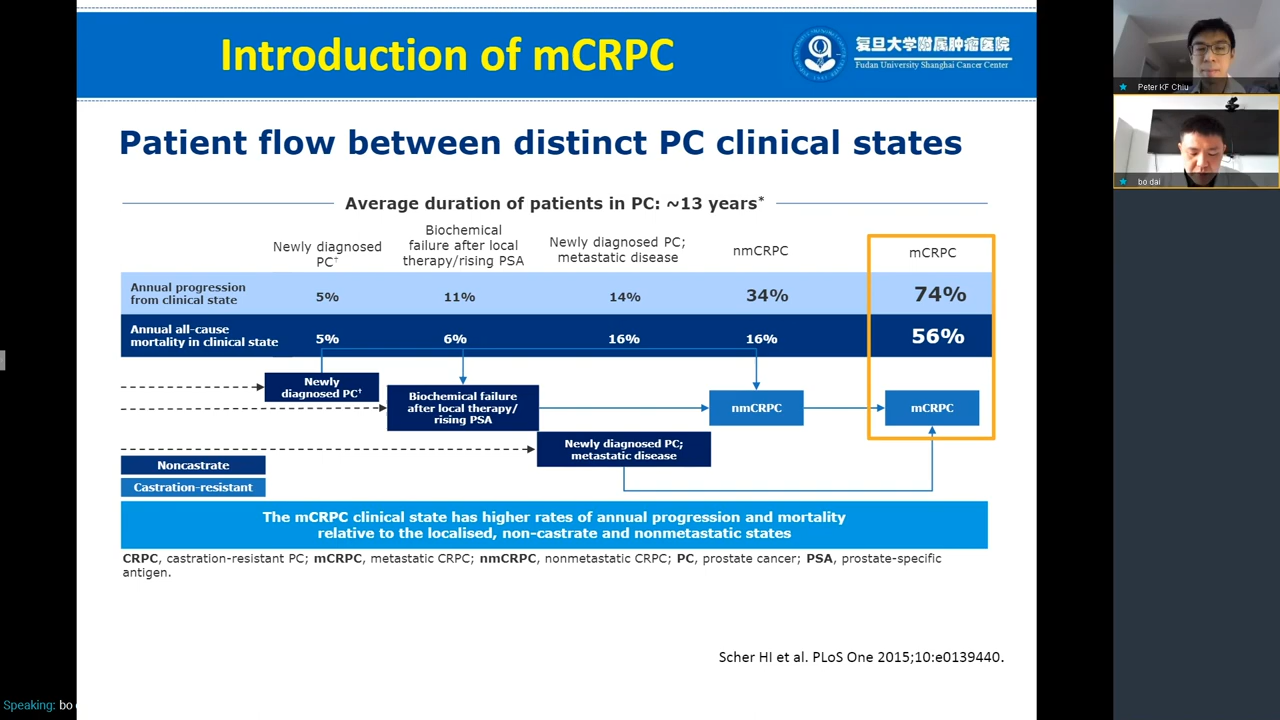 Introduction of mCRPC
复旦大学附属肿瘤医院
Fudan University Shanghai Cancer Center
Patient flow between distinct PC clinical states
Average duration of patients in PC: ~13 years*
Newly diagnosed
PC†
Biochemical
failure after local
therapy/rising PSA
Newly diagnosed PC;
metastatic disease
nmCRPC
mCRPC
Annual progression
from clinical state
5%
11%
14%
34%
74%
Annual all-cause
mortality in clinical state
5%
6%
16%
16%
56%
Newly
diagnosed PC†
Biochemical failure
after local therapy/
rising PSA
nmCRPC
mCRPC
Newly diagnosed PC;
metastatic disease
Noncastrate
Castration-resistant
The mCRPC clinical state has higher rates of annual progression and mortality
relative to the localised, non-castrate and nonmetastatic states
CRPC, castration-resistant PC; mCRPC, metastatic CRPC; nmCRPC, nonmetastatic CRPC; PC, prostate cancer; PSA, prostate-specific
antigen.
Scher HI et al. PLoS One 2015;10:e0139440.
Peter KF Chiu
bo dai
Speaking: bo